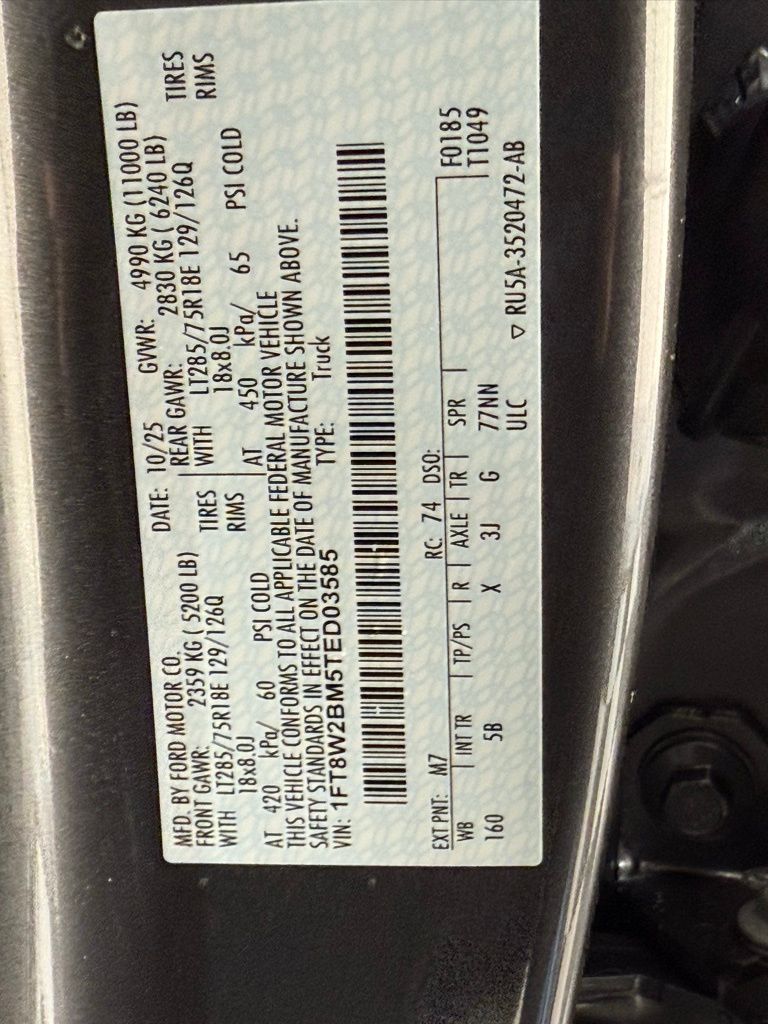 MFD. BY FORD MOTOR CO.
DATE: 10/25 GVWR: 4990 KG (11000 LB)
FRONT GAWR: 2359 KG ( 5200 LB)
REAR GAWR: 2830 KG ( 6240 LB)
WITH LT285/75R18E 129/126Q TIRES
WITH LT285/75R18E 129/126Q TIRES
18x8.0J RIMS
18x8.0J RIMS
AT 420 kPa/ 60 PSI COLD
AT 450 kPa/ 65 PSI COLD
THIS VEHICLE CONFORMS TO ALL APPLICABLE FEDERAL MOTOR VEHICLE
SAFETY STANDARDS IN EFFECT ON THE DATE OF MANUFACTURE SHOWN ABOVE.
VIN: 1FT8W2BM5TED03585 TYPE: Truck
F0185
EXT PNT: M7 RC: 74 DSO: T1049
WB INT TR TP/PS R AXLE TR SPR
160 5B X 3J G 77NN
ULC ▽ RU5A-3520472-AB